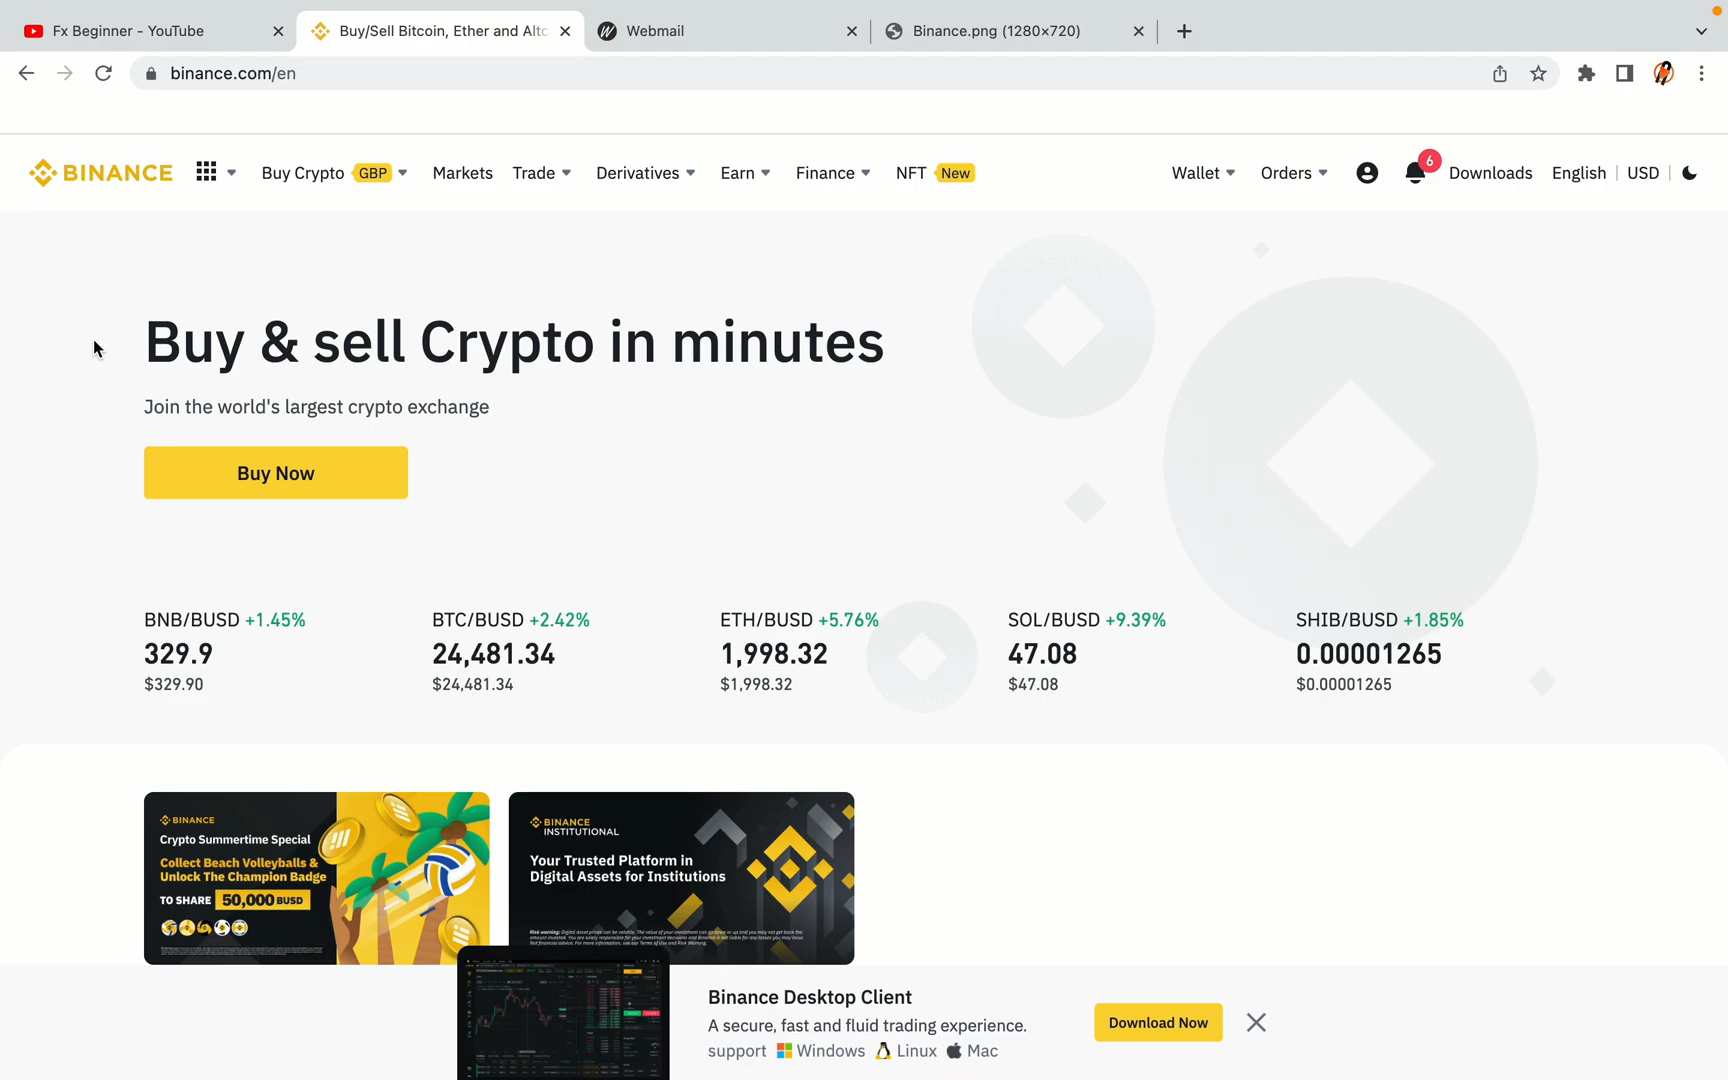 Fx Beginner - YouTube
Buy/Sell Bitcoin, Ether and Altc
Webmail
Binance.png (1280×720)
binance.com/en
BINANCE
Buy Crypto GBP
Markets
Trade
Derivatives
Earn
Finance
NFT New
Wallet
Orders
6
Downloads
English
USD
Buy & sell Crypto in minutes
Join the world's largest crypto exchange
Buy Now
BNB/BUSD +1.45%
329.9
$329.90
BTC/BUSD +2.42%
24,481.34
$24,481.34
ETH/BUSD +5.76%
1,998.32
$1,998.32
SOL/BUSD +9.39%
47.08
$47.08
SHIB/BUSD +1.85%
0.00001265
$0.00001265
BINANCE
Crypto Summertime Special
Collect Beach Volleyballs &
Unlock The Champion Badge
TO SHARE 50,000 BUSD
BINANCE
INSTITUTIONAL
Your Trusted Platform in
Digital Assets for Institutions
Binance Desktop Client
A secure, fast and fluid trading experience.
support Windows Linux Mac
Download Now